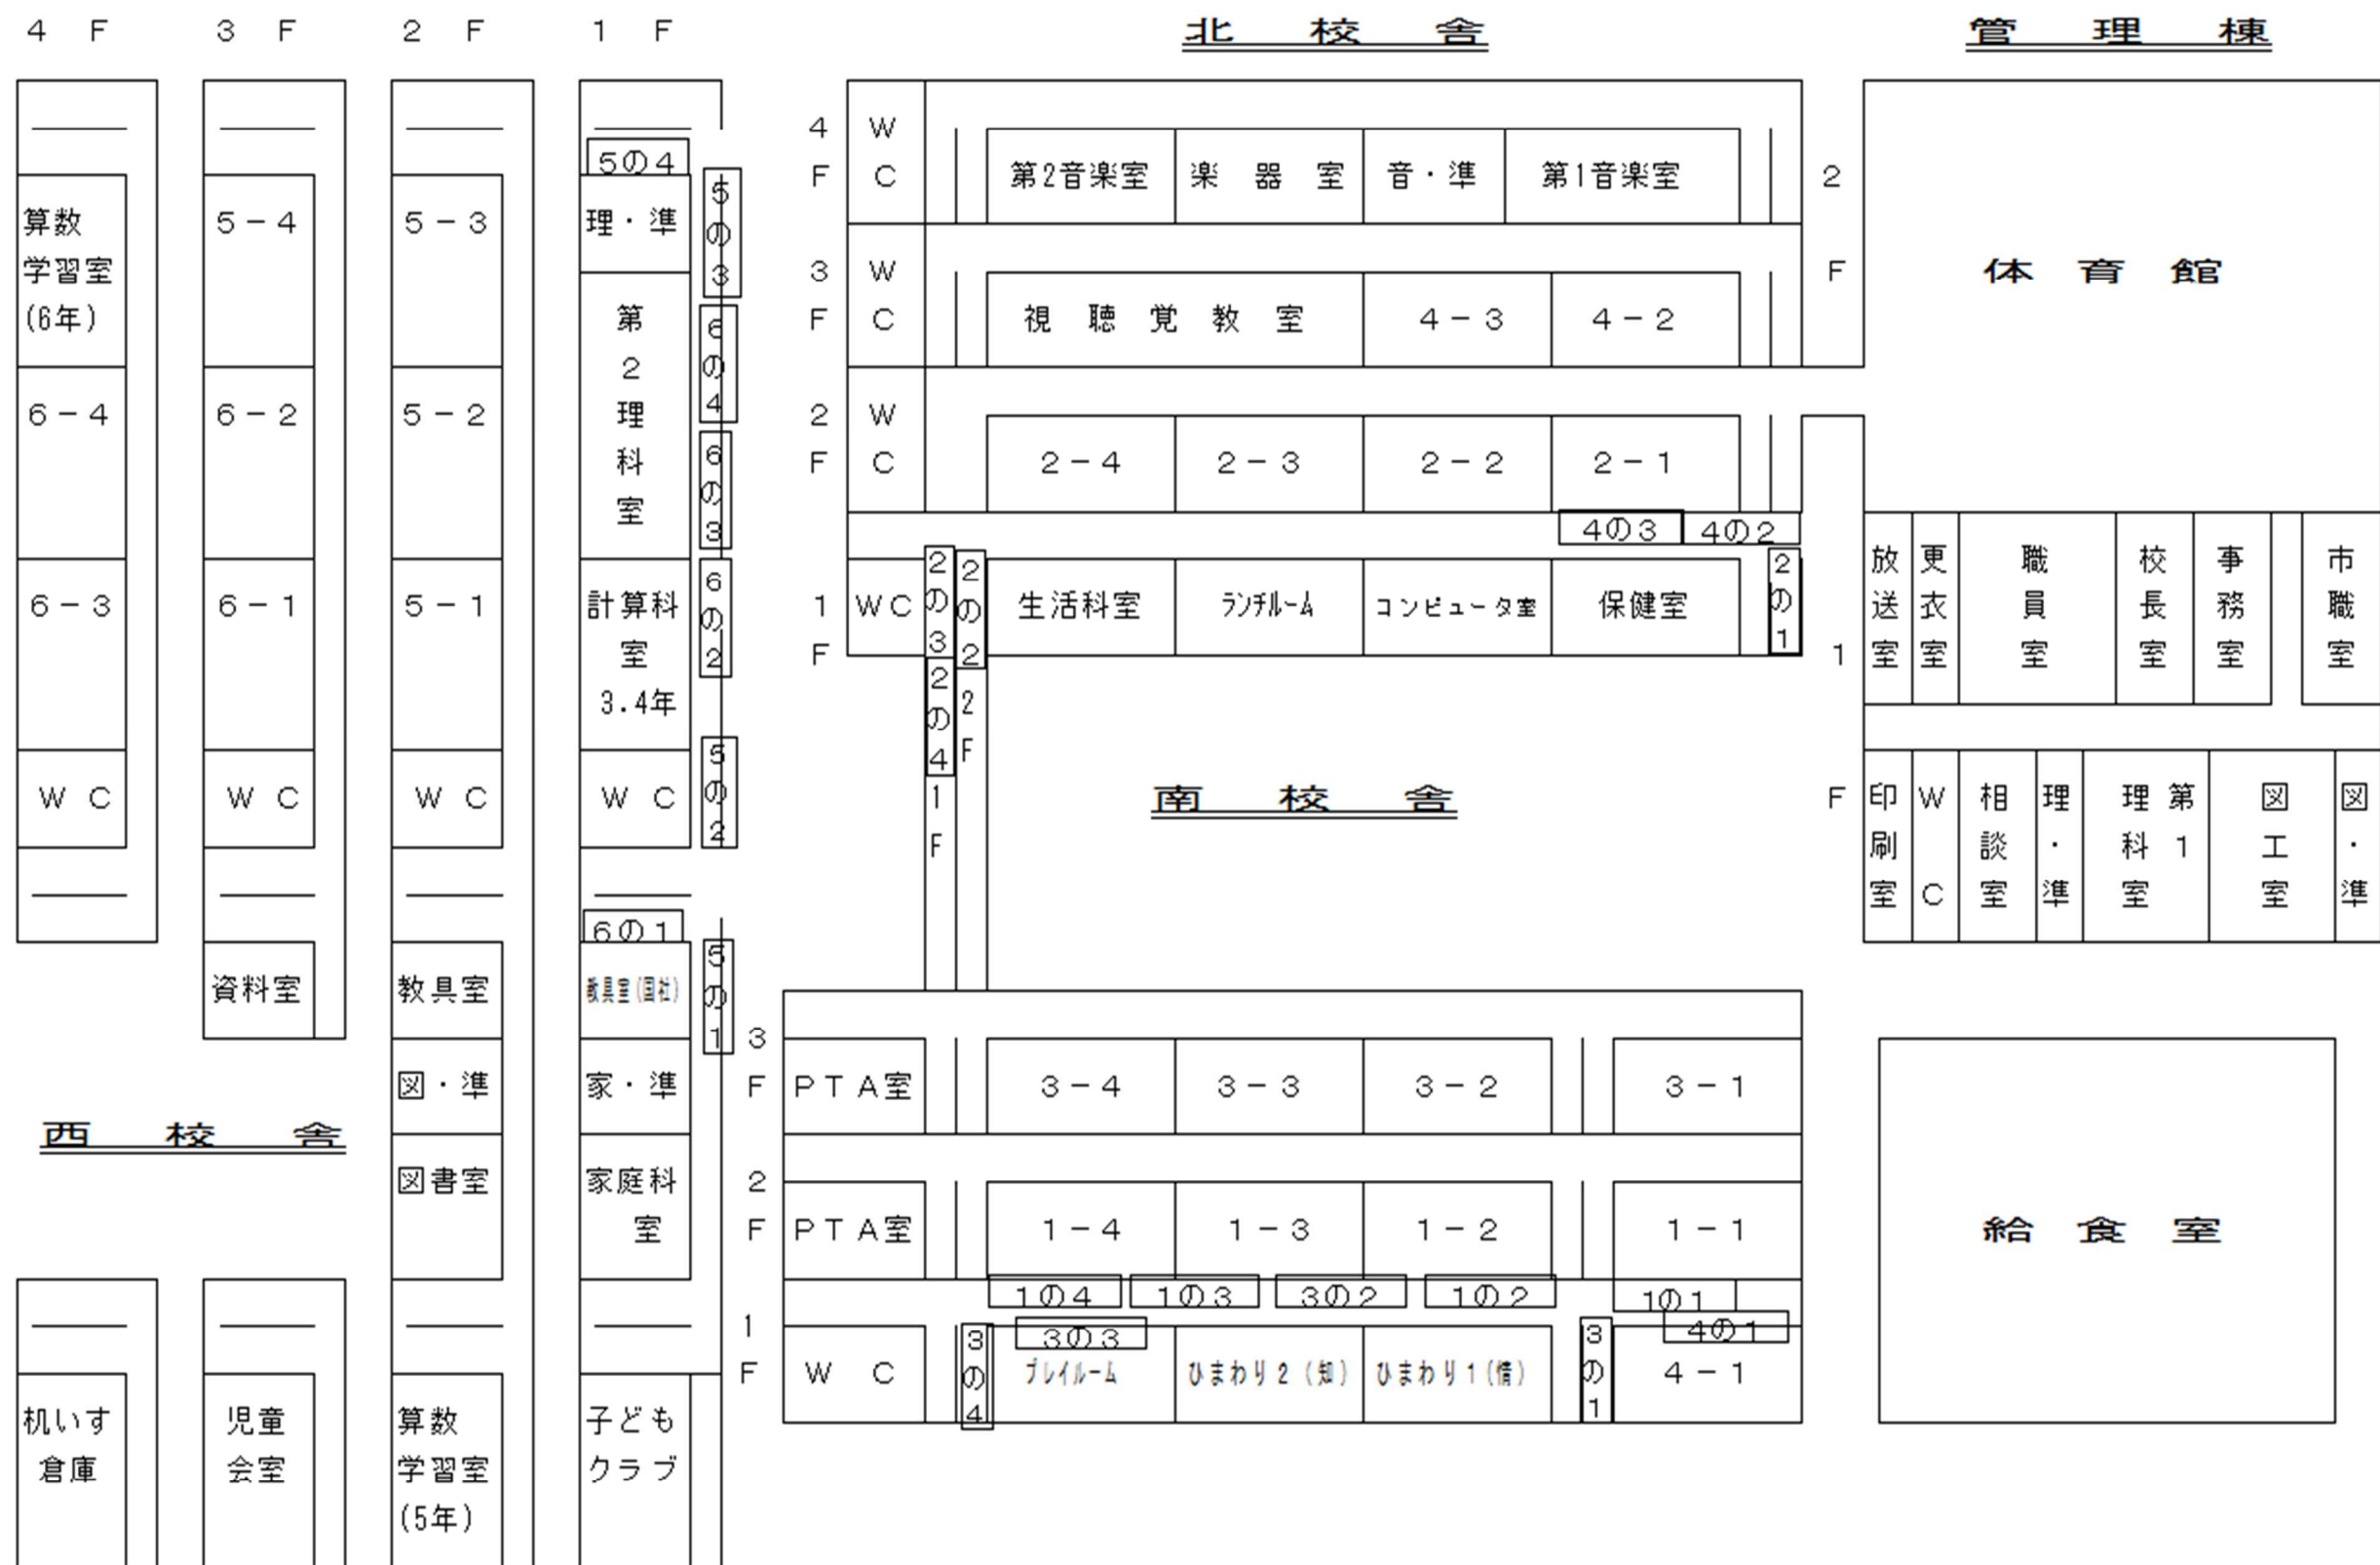 4 F
3 F
2 F
1 F
北 校 舎
管 理 棟
5の4
算数
学習室
(6年)
6-4
6-3
W C
机いす
倉庫
5-4
6-2
6-1
W C
資料室
児童
会室
西 校 舎
5-3
5-2
5-1
W C
教具室
図・準
図書室
算数
学習室
(5年)
理・準
第2理科室
計算科
室
3.4年
W C
6の1
教具室(国社)
家・準
家庭科
室
子ども
クラブ
5の3
6の4
6の3
6の2
5の2
5の1
4F
WC
第2音楽室
楽 器 室
音・準
第1音楽室
3F
WC
視 聴 覚 教 室
4-3
4-2
2F
WC
2-4
2-3
2-2
2-1
4の3
4の2
1F
WC
2の3
2の2
生活科室
ランチルーム
コンピュータ室
保健室
2の1
2の4
2F
1F
南 校 舎
3F
PTA室
3-4
3-3
3-2
3-1
2F
PTA室
1-4
1-3
1-2
1-1
1の4
1の3
3の2
1の2
1の1
1F
W C
3の4
3の3
プレイルーム
ひまわり2(知)
ひまわり1(情)
3の1
4の1
4-1
2F
体 育 館
1F
放送室
更衣室
職員室
校長室
事務室
市職室
印刷室
WC
相談室
理・準
第1
理科室
図工室
図・準
給 食 室